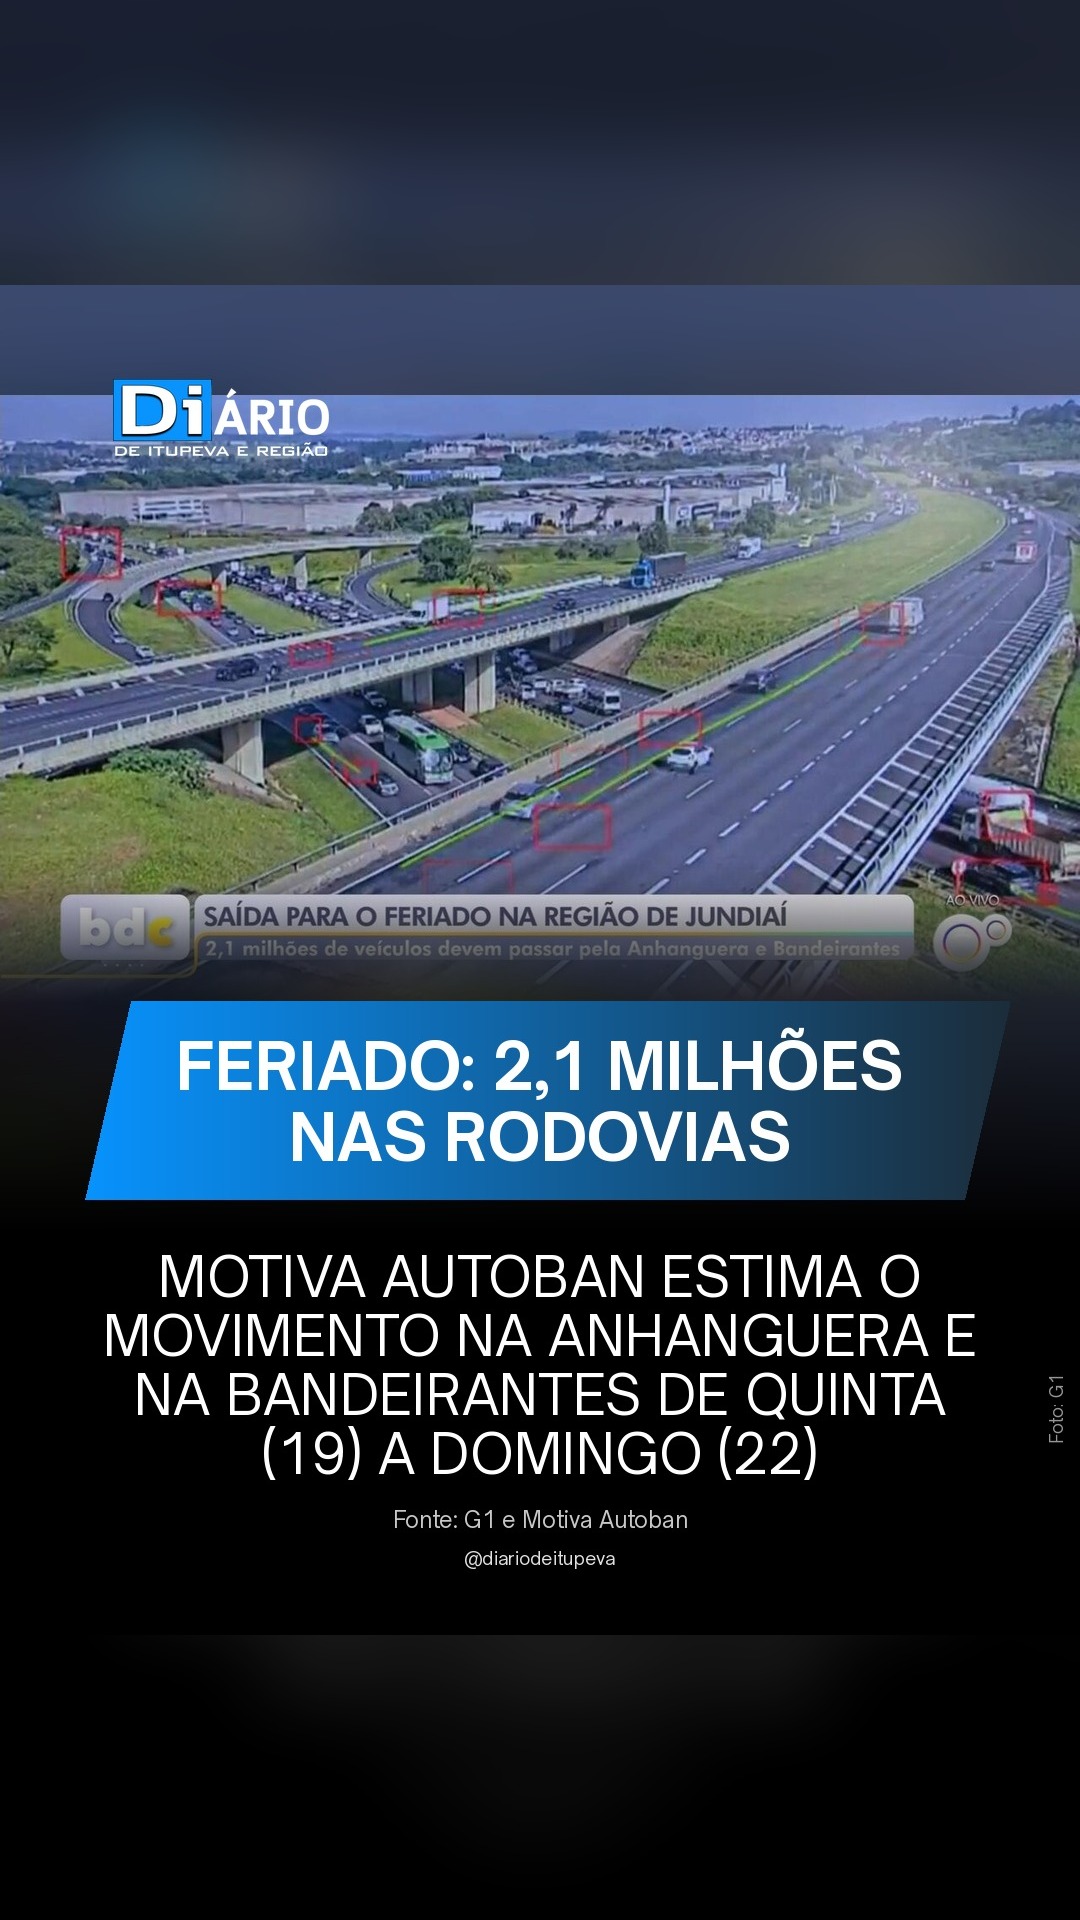 DiÁRIO
DE ITUPEVA E REGIÃO
bdc
SAÍDA PARA O FERIADO NA REGIÃO DE JUNDIAÍ
2,1 milhões de veículos devem passar pela Anhanguera e Bandeirantes
AO VIVO
FERIADO: 2,1 MILHÕES
NAS RODOVIAS
MOTIVA AUTOBAN ESTIMA O
MOVIMENTO NA ANHANGUERA E
NA BANDEIRANTES DE QUINTA
(19) A DOMINGO (22)
Foto: G1
Fonte: G1 e Motiva Autoban
@diariodeitupeva